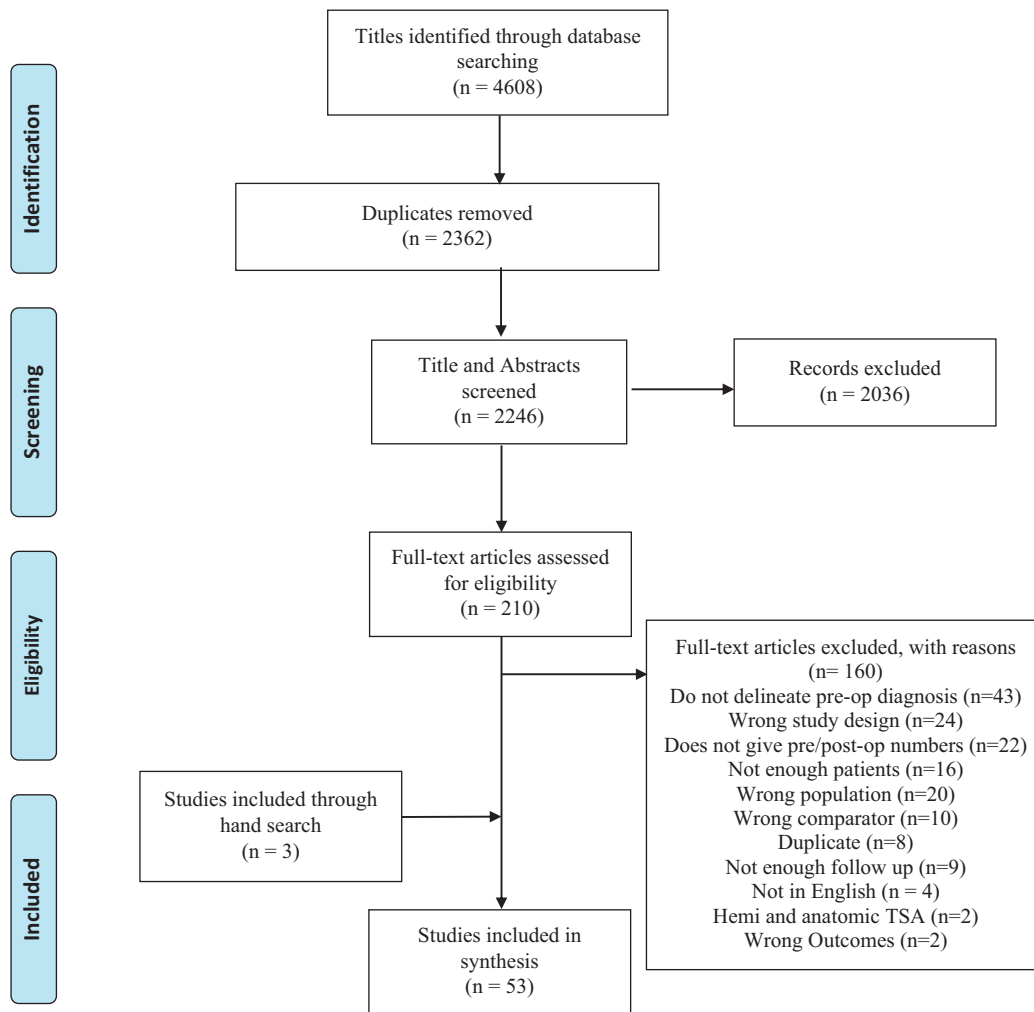 Titles identified through database
searching
(n = 4608)
Identification
Duplicates removed
(n = 2362)
Screening
Title and Abstracts
screened
(n = 2246)
Records excluded
(n = 2036)
Eligibility
Full-text articles assessed
for eligibility
(n = 210)
Full-text articles excluded, with reasons
(n= 160)
Do not delineate pre-op diagnosis (n=43)
Wrong study design (n=24)
Does not give pre/post-op numbers (n=22)
Not enough patients (n=16)
Wrong population (n=20)
Wrong comparator (n=10)
Duplicate (n=8)
Not enough follow up (n=9)
Not in English (n = 4)
Hemi and anatomic TSA (n=2)
Wrong Outcomes (n=2)
Included
Studies included through
hand search
(n = 3)
Studies included in
synthesis
(n = 53)